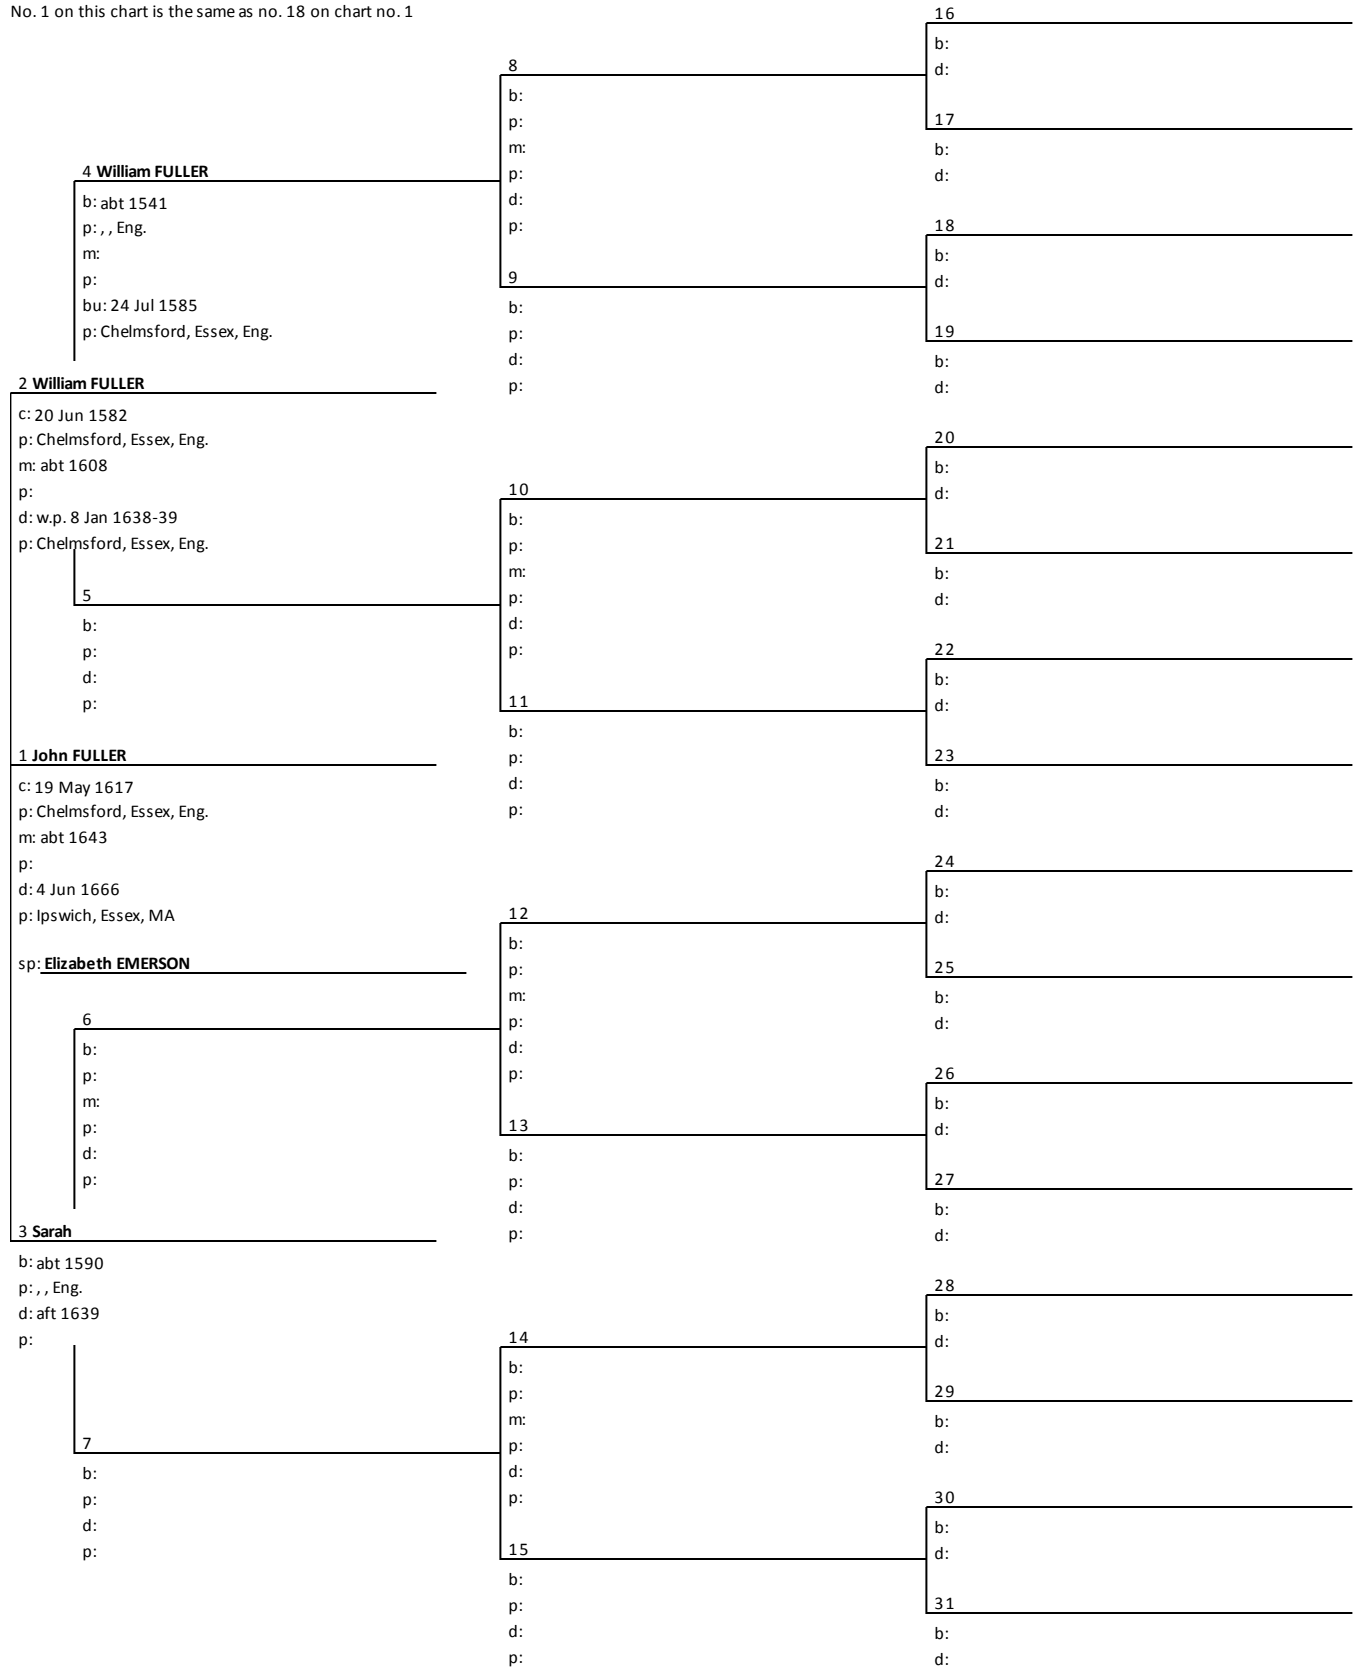 No. 1 on this chart is the same as no. 18 on chart no. 1
4 William FULLER
b: abt 1541
p: , , Eng.
m:
p:
bu: 24 Jul 1585
p: Chelmsford, Essex, Eng.
2 William FULLER
c: 20 Jun 1582
p: Chelmsford, Essex, Eng.
m: abt 1608
p:
d: w.p. 8 Jan 1638-39
p: Chelmsford, Essex, Eng.
5
b:
p:
d:
p:
1 John FULLER
c: 19 May 1617
p: Chelmsford, Essex, Eng.
m: abt 1643
p:
d: 4 Jun 1666
p: Ipswich, Essex, MA
sp: Elizabeth EMERSON
6
b:
p:
m:
p:
d:
p:
3 Sarah
b: abt 1590
p: , , Eng.
d: aft 1639
p:
7
b:
p:
d:
p:
8
b:
p:
m:
p:
d:
p:
9
b:
p:
d:
p:
10
b:
p:
m:
p:
d:
p:
11
b:
p:
d:
p:
12
b:
p:
m:
p:
d:
p:
13
b:
p:
d:
p:
14
b:
p:
m:
p:
d:
p:
15
b:
p:
d:
p:
16
b:
d:
17
b:
d:
18
b:
d:
19
b:
d:
20
b:
d:
21
b:
d:
22
b:
d:
23
b:
d:
24
b:
d:
25
b:
d:
26
b:
d:
27
b:
d:
28
b:
d:
29
b:
d:
30
b:
d:
31
b:
d: